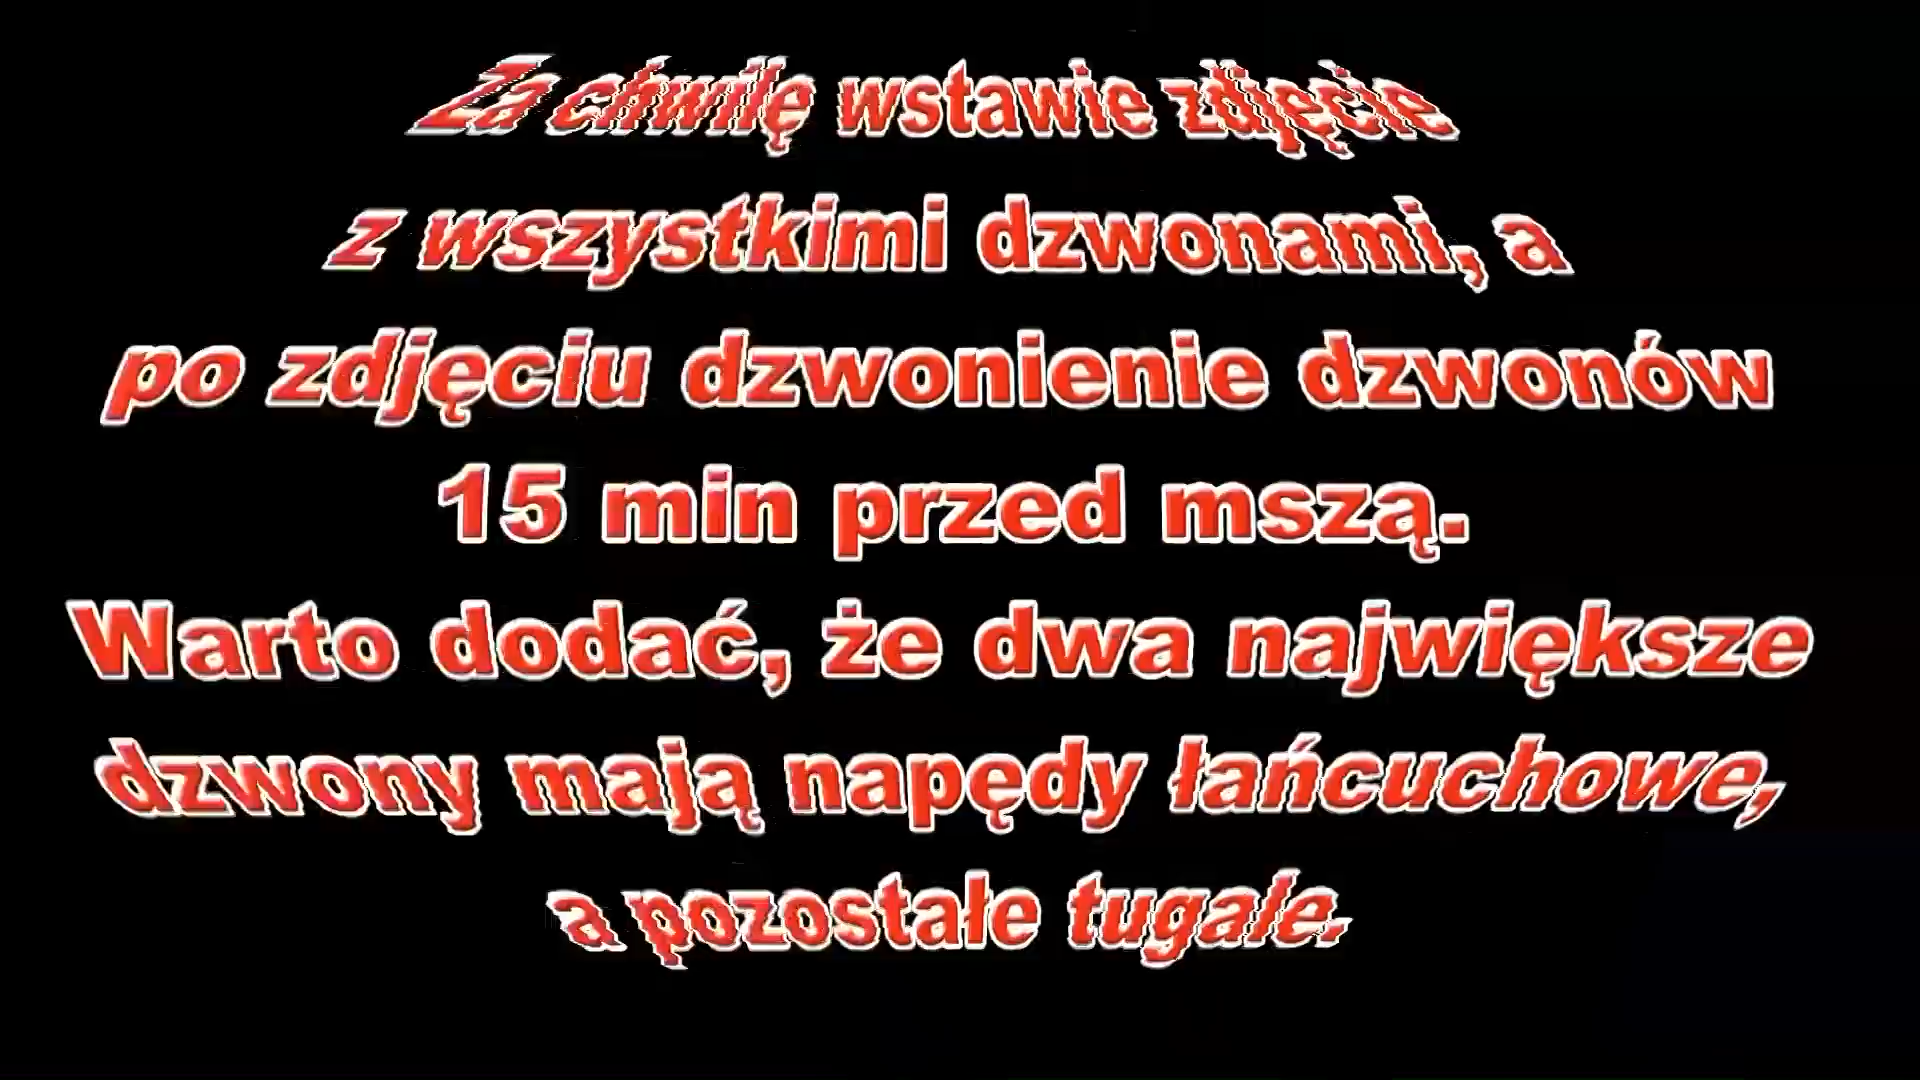 Za chwilę wstawie zdjęcie
z wszystkimi dzwonami, a
po zdjęciu dzwonienie dzwonów
15 min przed mszą.
Warto dodać, że dwa największe
dzwony mają napędy łańcuchowe,
a pozostałe tugale.